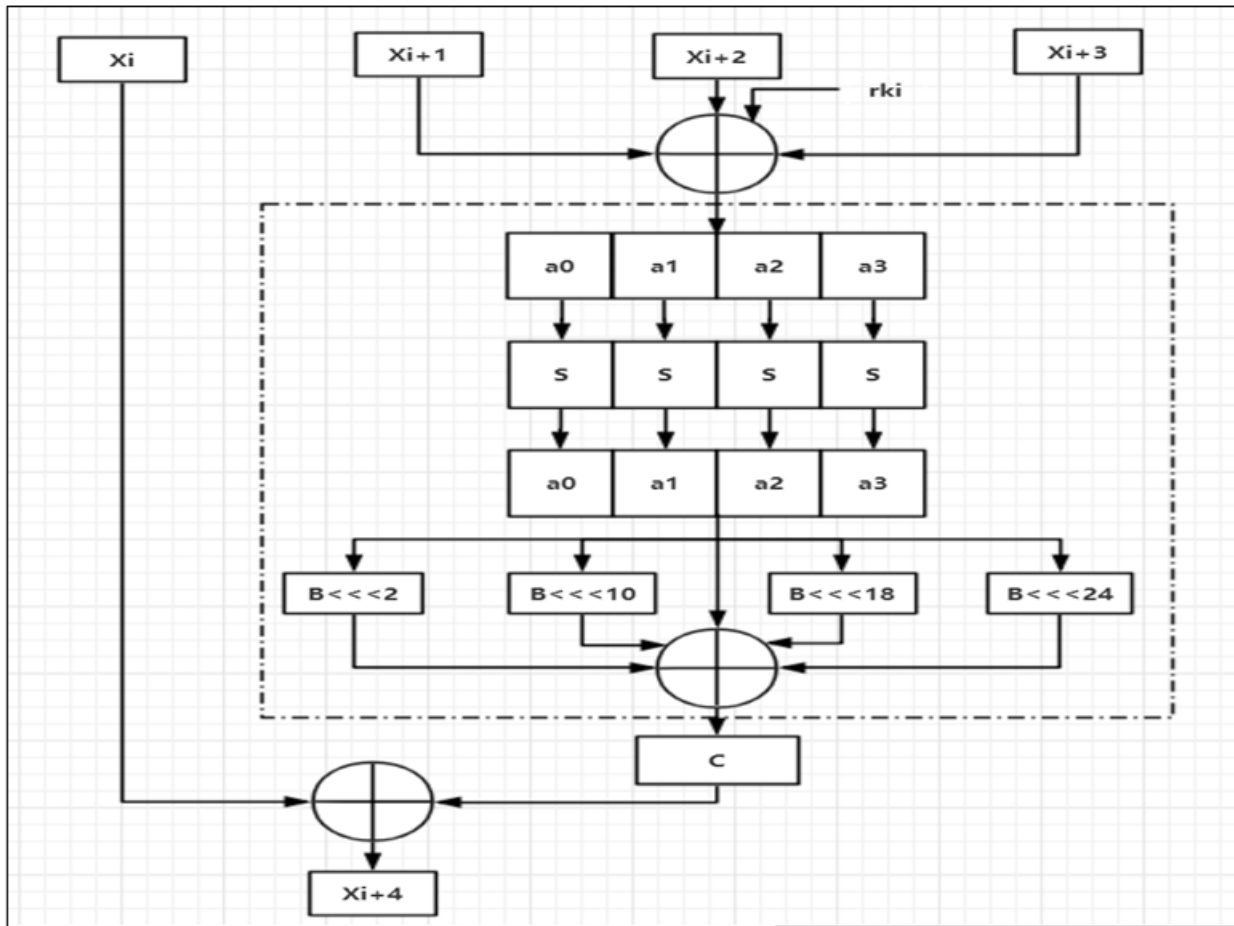 Xi
Xi+1
Xi+2
Xi+3
rki
a0 a1 a2 a3
S S S S
a0 a1 a2 a3
B<<<2 B<<<10 B<<<18 B<<<24
C
Xi+4